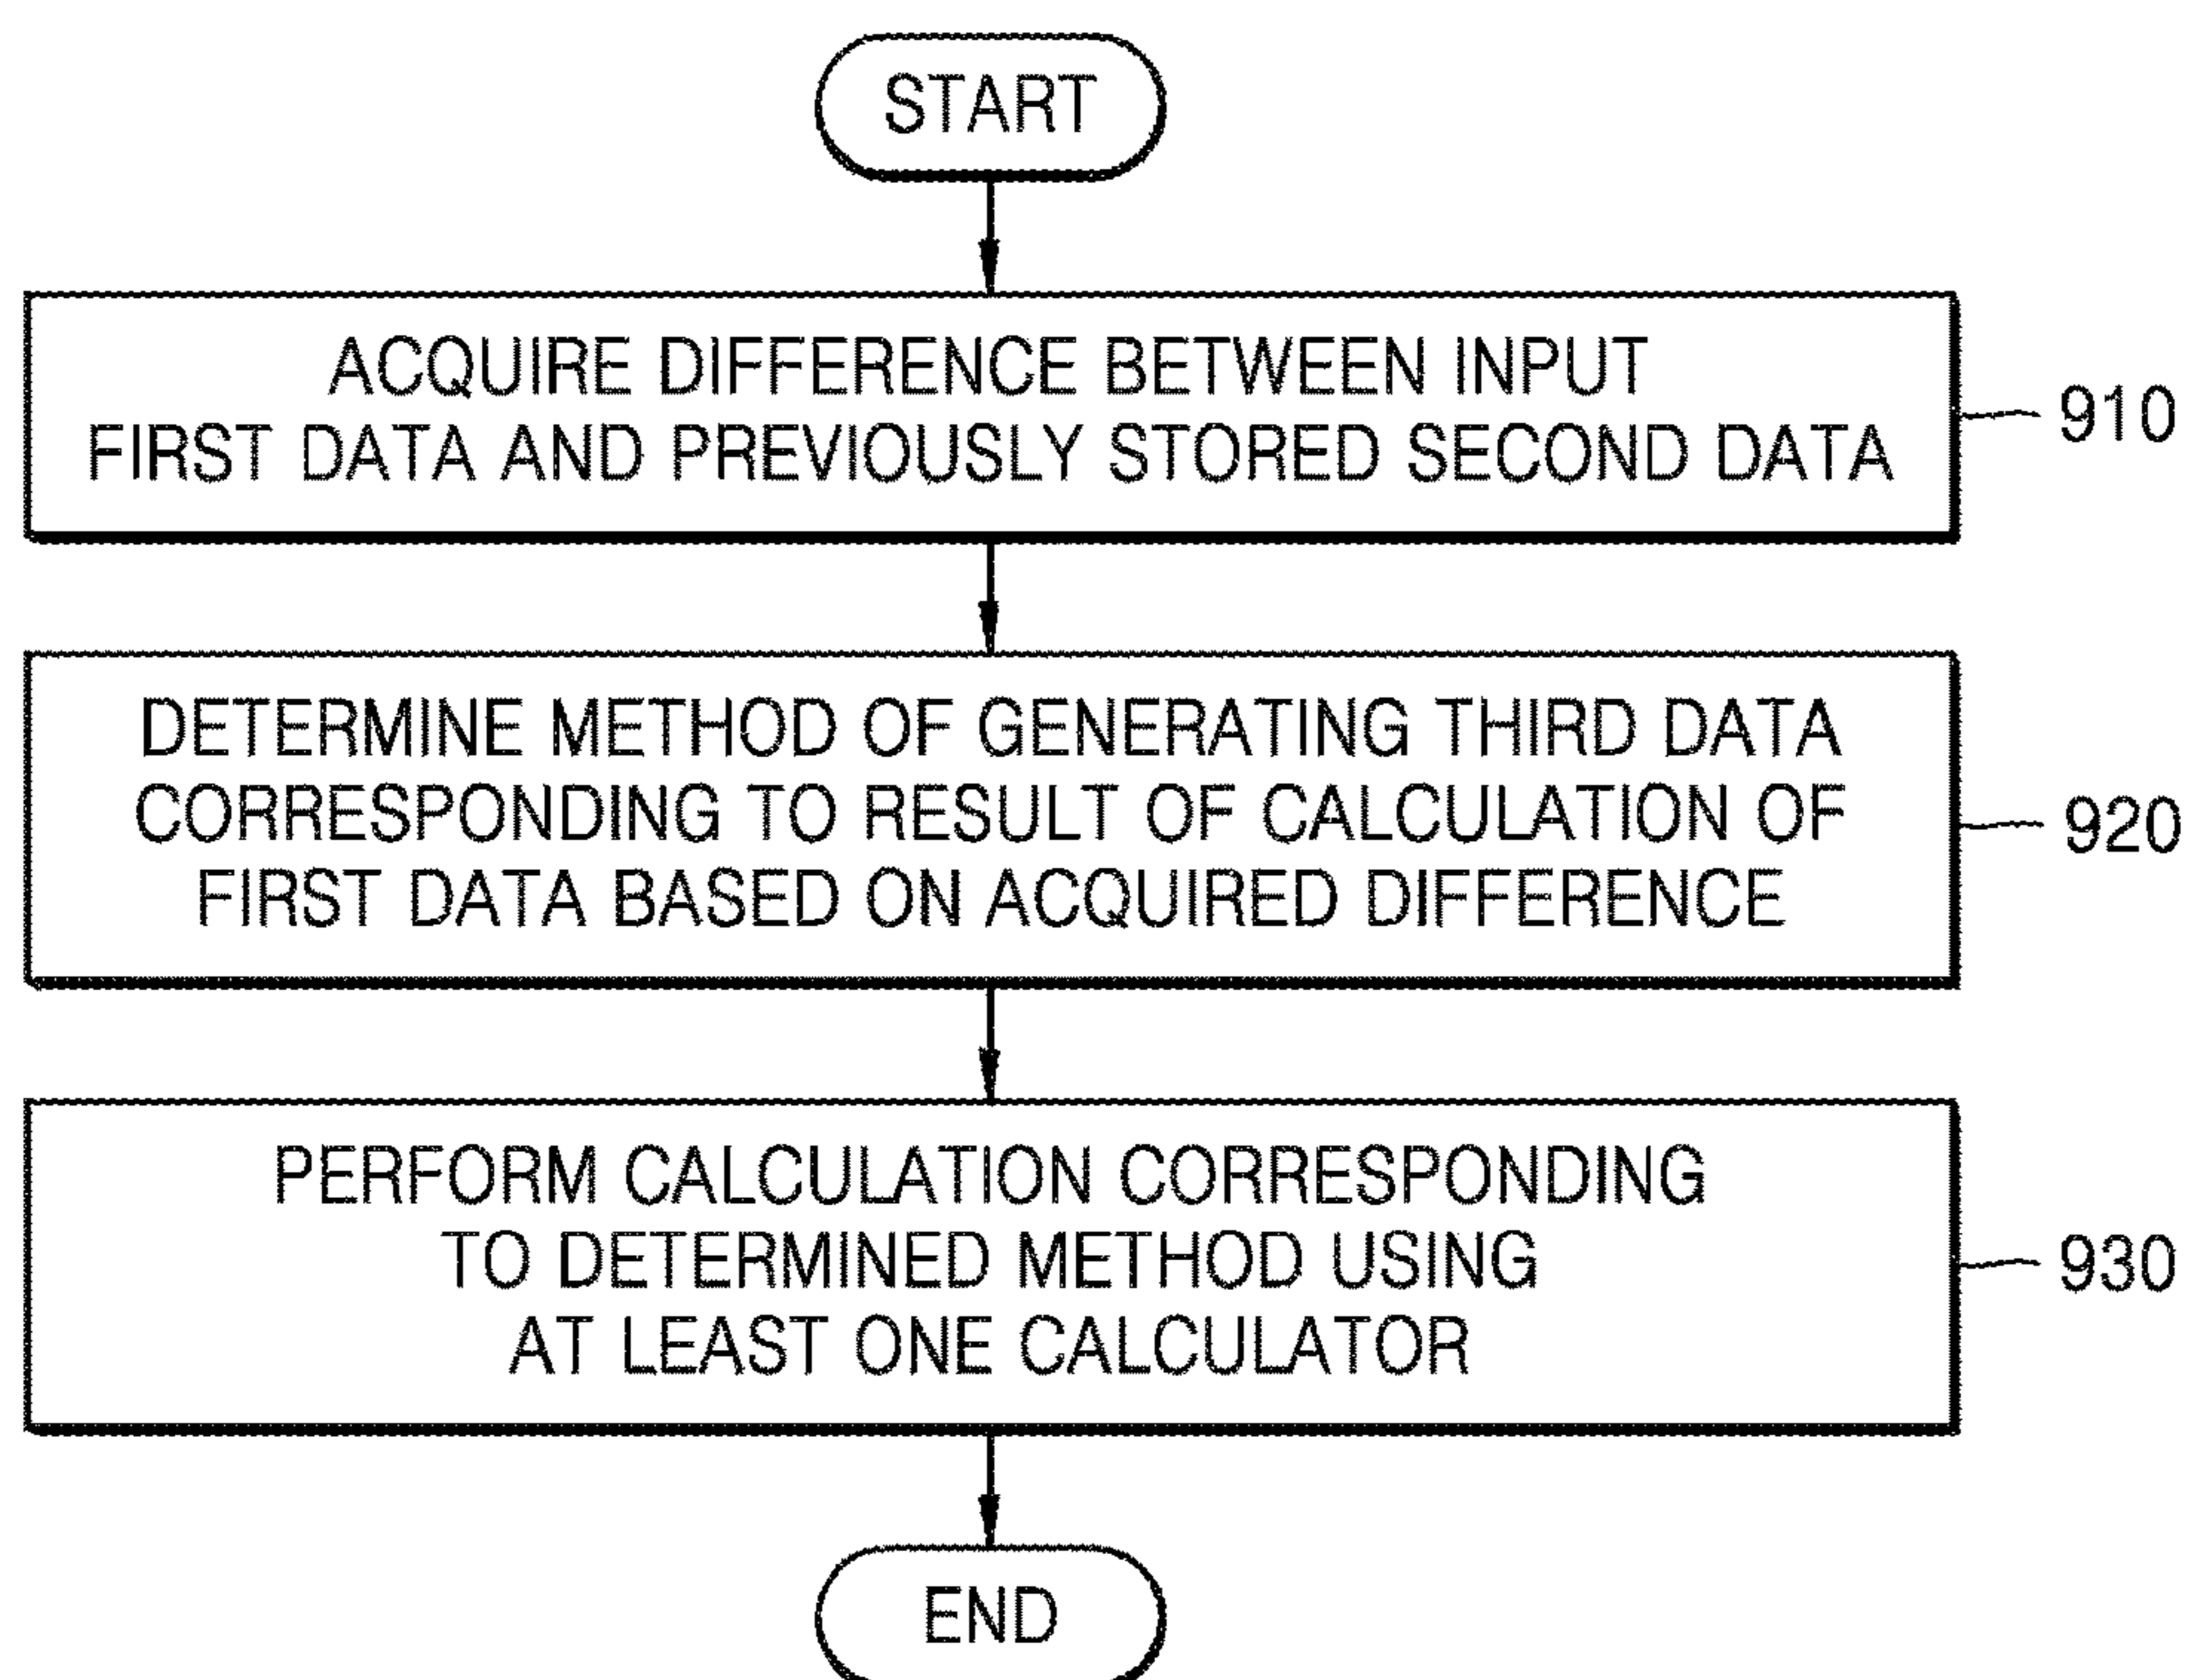 START
ACQUIRE DIFFERENCE BETWEEN INPUT
FIRST DATA AND PREVIOUSLY STORED SECOND DATA
910
DETERMINE METHOD OF GENERATING THIRD DATA
CORRESPONDING TO RESULT OF CALCULATION OF
FIRST DATA BASED ON ACQUIRED DIFFERENCE
920
PERFORM CALCULATION CORRESPONDING
TO DETERMINED METHOD USING
AT LEAST ONE CALCULATOR
930
END